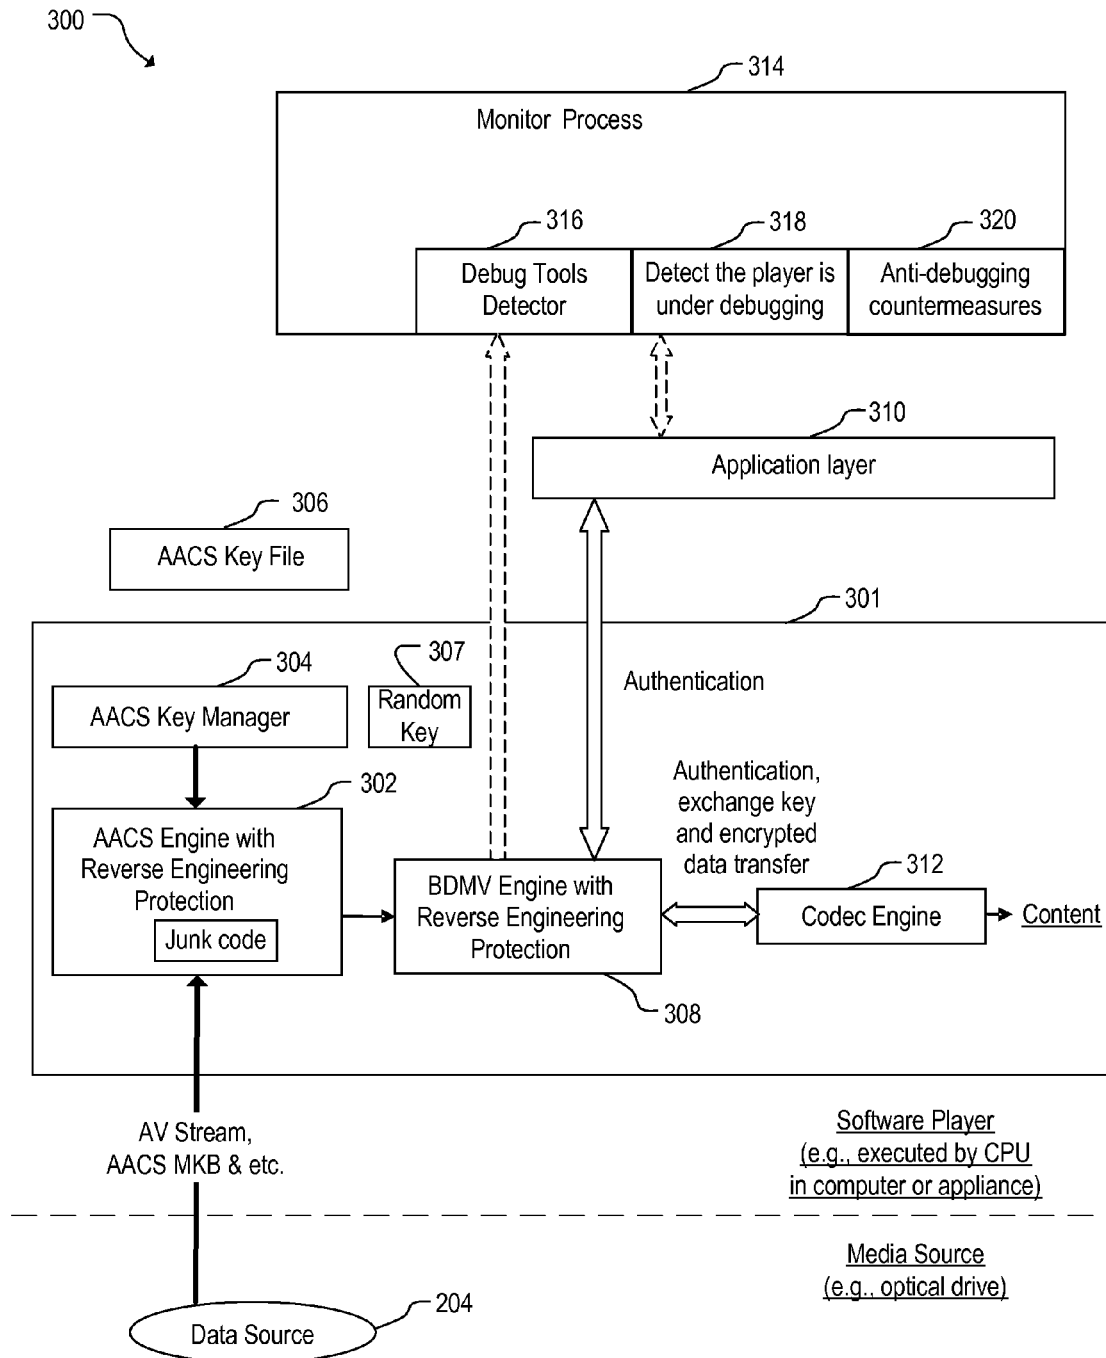 300
314
Monitor Process
316
318
320
Debug Tools
Detector
Detect the player is
under debugging
Anti-debugging
countermeasures
310
Application layer
306
AACS Key File
301
304
307
AACS Key Manager
Random
Key
Authentication
302
AACS Engine with
Reverse Engineering
Protection
Junk code
Authentication,
exchange key
and encrypted
data transfer
BDMV Engine with
Reverse Engineering
Protection
312
Codec Engine
Content
308
AV Stream,
AACS MKB & etc.
Software Player
(e.g., executed by CPU
in computer or appliance)
Media Source
(e.g., optical drive)
204
Data Source